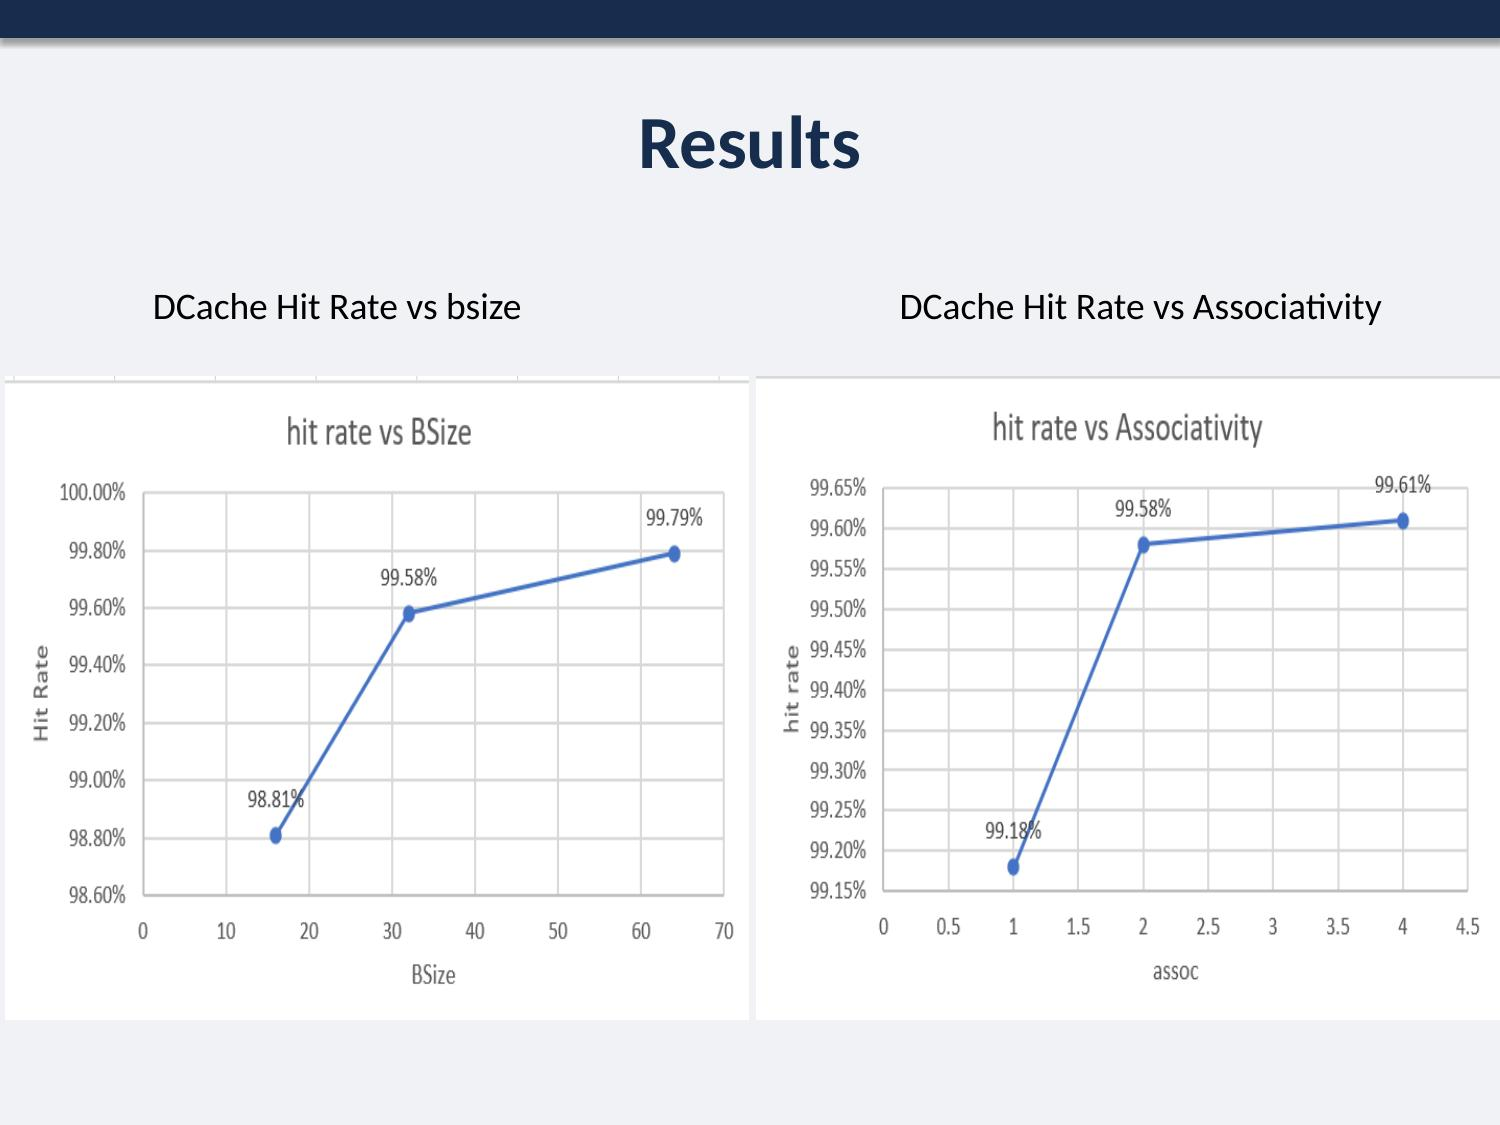 Results
DCache Hit Rate vs bsize
DCache Hit Rate vs Associativity
hit rate vs BSize
100.00%
99.80%
99.60%
99.40%
99.20%
99.00%
98.80%
98.60%
Hit Rate
98.81%
99.58%
99.79%
0 10 20 30 40 50 60 70
BSize
hit rate vs Associativity
99.65%
99.60%
99.55%
99.50%
99.45%
99.40%
99.35%
99.30%
99.25%
99.20%
99.15%
hit rate
99.18%
99.58%
99.61%
0 0.5 1 1.5 2 2.5 3 3.5 4 4.5
assoc